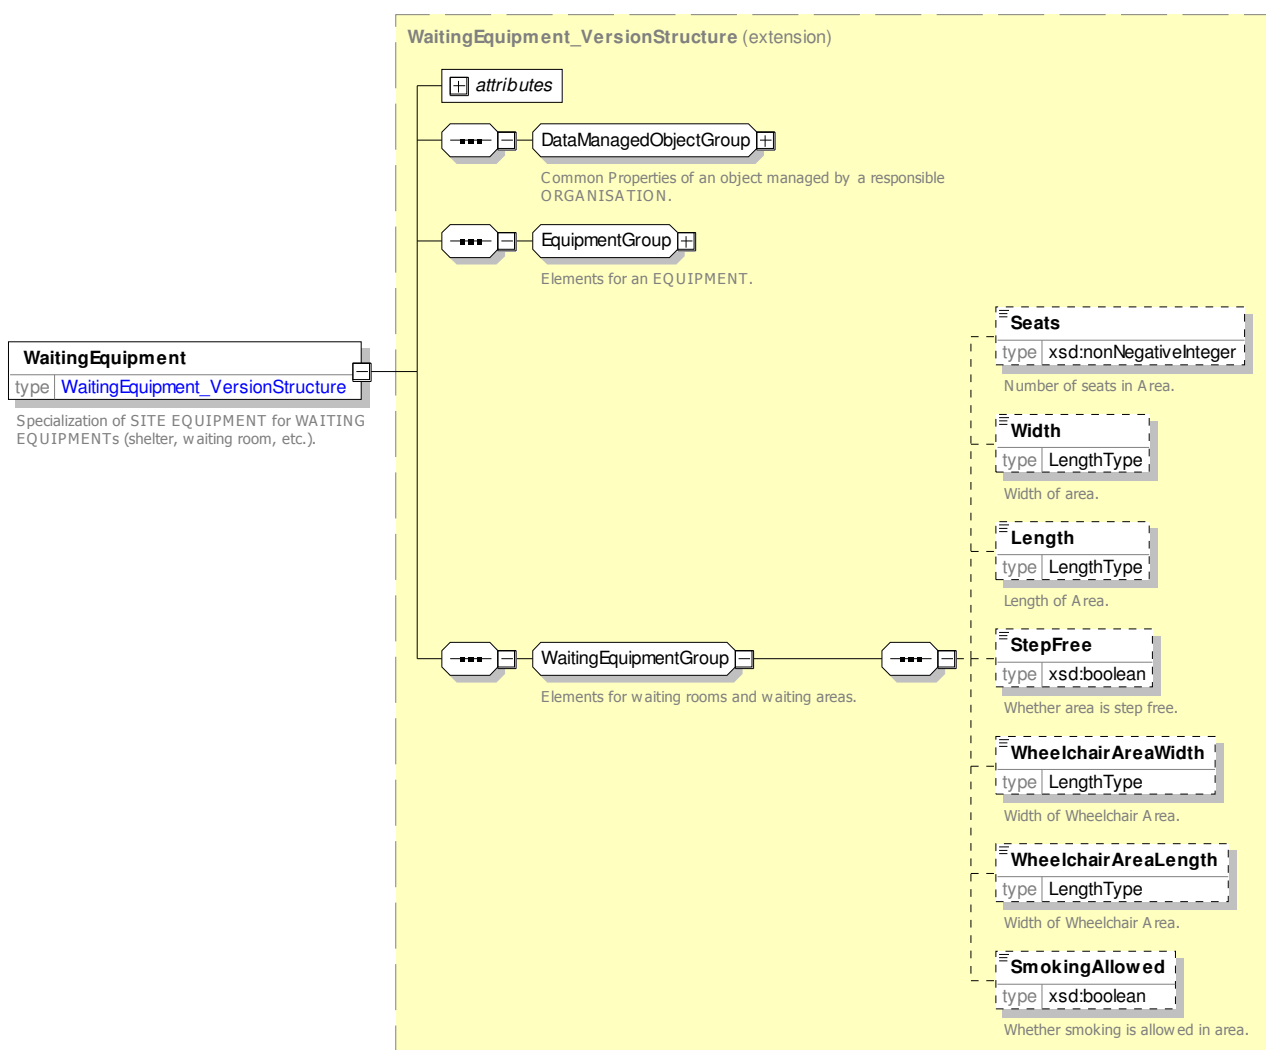 WaitingEquipment_VersionStructure (extension)
attributes
DataManagedObjectGroup
Common Properties of an object managed by a responsible
ORGANISATION.
EquipmentGroup
Elements for an EQUIPMENT.
WaitingEquipment
type WaitingEquipment_VersionStructure
Specialization of SITE EQUIPMENT for WAITING
EQUIPMENTs (shelter, waiting room, etc.).
WaitingEquipmentGroup
Elements for waiting rooms and waiting areas.
Seats
type xsd:nonNegativeInteger
Number of seats in Area.
Width
type LengthType
Width of area.
Length
type LengthType
Length of Area.
StepFree
type xsd:boolean
Whether area is step free.
WheelchairAreaWidth
type LengthType
Width of Wheelchair Area.
WheelchairAreaLength
type LengthType
Width of Wheelchair Area.
SmokingAllowed
type xsd:boolean
Whether smoking is allowed in area.